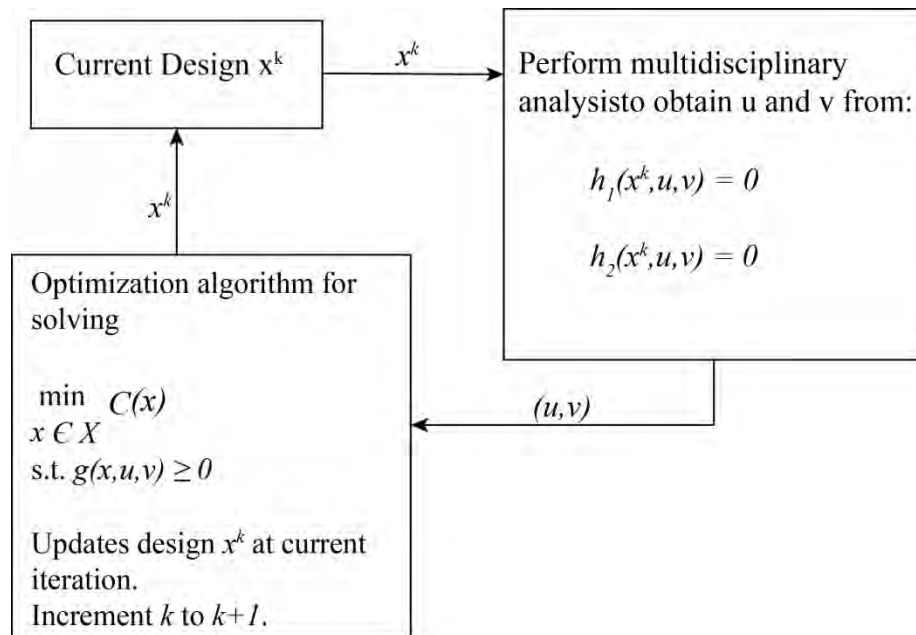 Current Design x^k
x^k
Perform multidisciplinary
analysisto obtain u and v from:
h_1(x^k,u,v) = 0
h_2(x^k,u,v) = 0
x^k
Optimization algorithm for
solving
min C(x)
x ϵ X
s.t. g(x,u,v) ≥ 0
Updates design x^k at current
iteration.
Increment k to k+1.
(u,v)